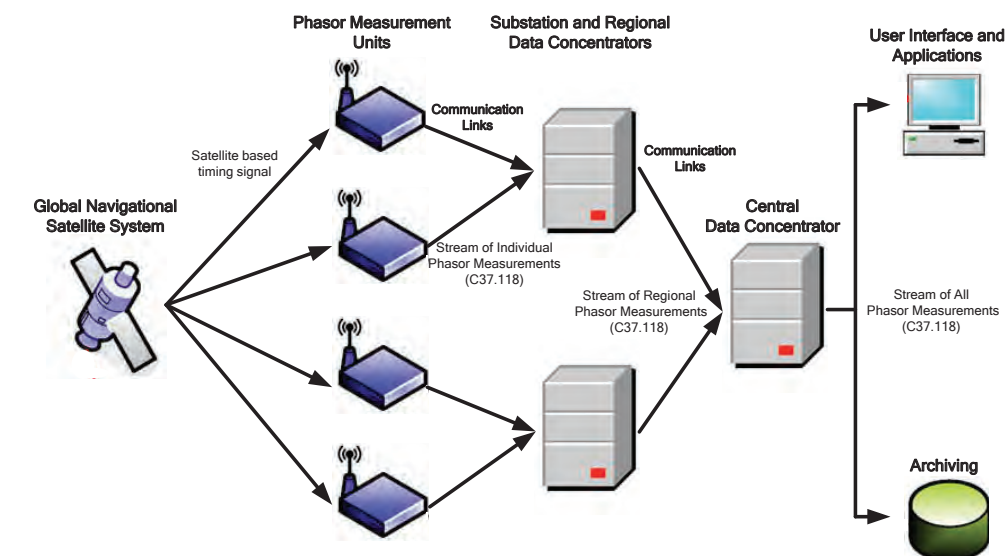 Phasor Measurement
Units
Substation and Regional
Data Concentrators
User Interface and
Applications
Communication
Links
Satellite based
timing signal
Communication
Links
Global Navigational
Satellite System
Central
Data Concentrator
Stream of Individual
Phasor Measurements
(C37.118)
Stream of Regional
Phasor Measurements
(C37.118)
Stream of All
Phasor Measurements
(C37.118)
Archiving